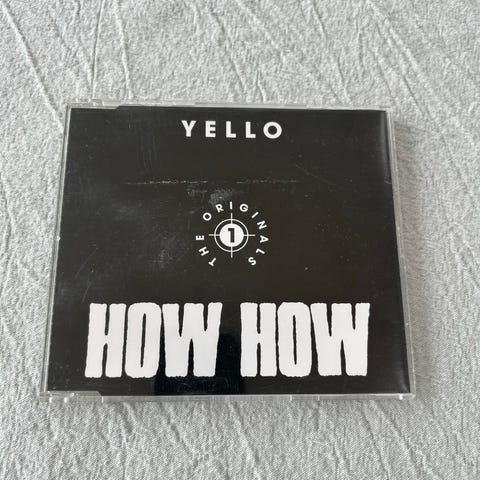 YELLO
THE ORIGINALS
1
HOW HOW